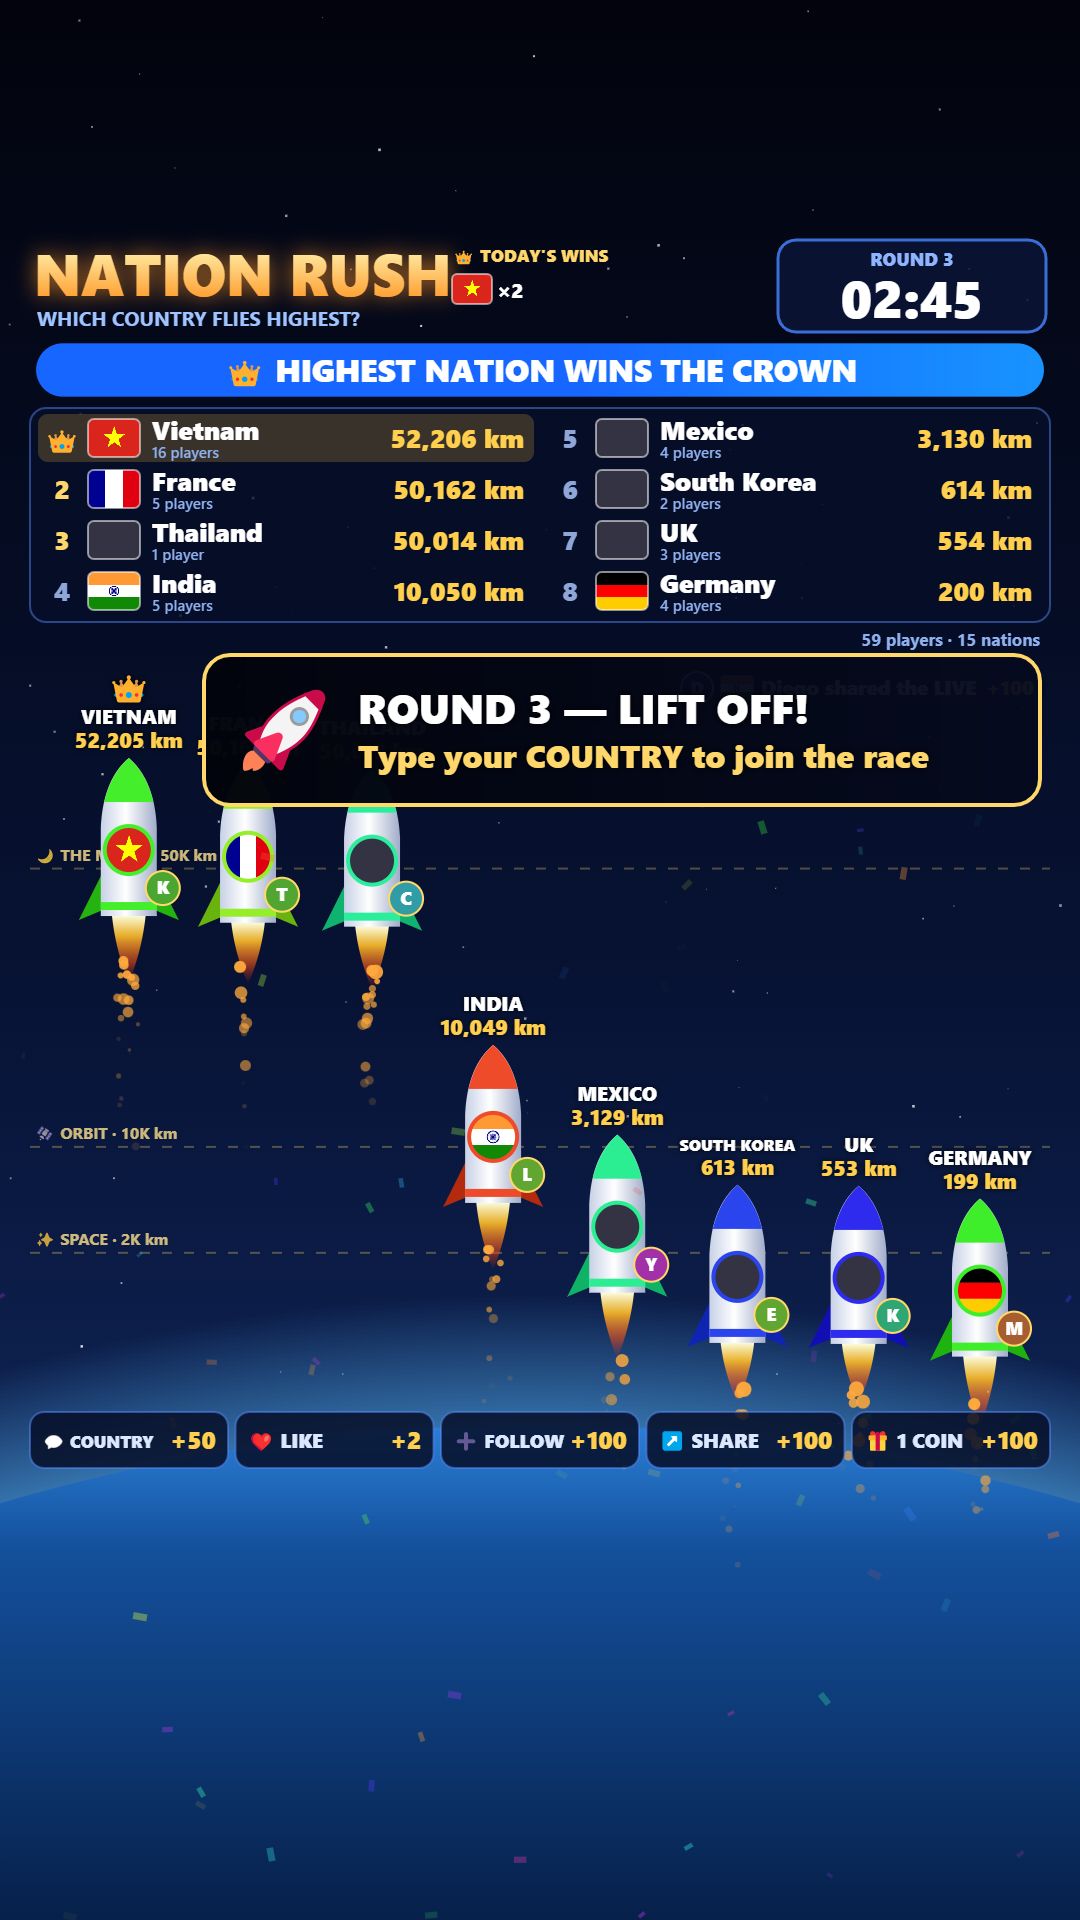 NATION RUSH
TODAY'S WINS
×2
WHICH COUNTRY FLIES HIGHEST?
ROUND 3
02:45
HIGHEST NATION WINS THE CROWN
Vietnam
16 players
52,206 km
2 France
5 players
50,162 km
3 Thailand
1 player
50,014 km
4 India
5 players
10,050 km
5 Mexico
4 players
3,130 km
6 South Korea
2 players
614 km
7 UK
3 players
554 km
8 Germany
4 players
200 km
59 players · 15 nations
Diego shared the LIVE +100
ROUND 3 — LIFT OFF!
Type your COUNTRY to join the race
VIETNAM
52,205 km
THAILAND
50K km
K
T
C
INDIA
10,049 km
ORBIT · 10K km
L
MEXICO
3,129 km
Y
SOUTH KOREA
613 km
E
UK
553 km
K
GERMANY
199 km
M
SPACE · 2K km
COUNTRY +50
LIKE +2
FOLLOW +100
SHARE +100
1 COIN +100